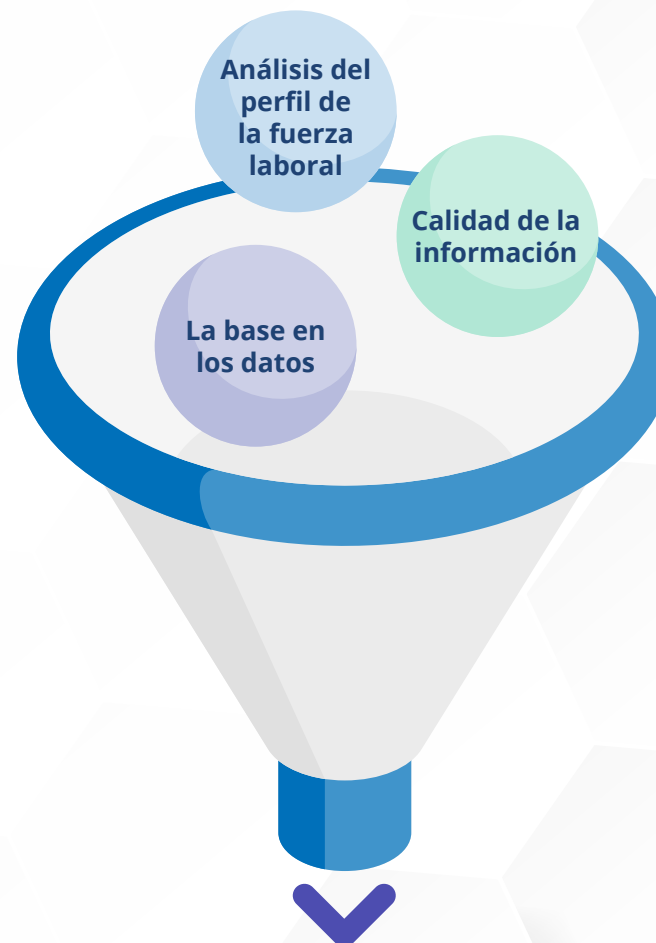 Análisis del
perfil de
la fuerza
laboral
Calidad de la
información
La base en
los datos